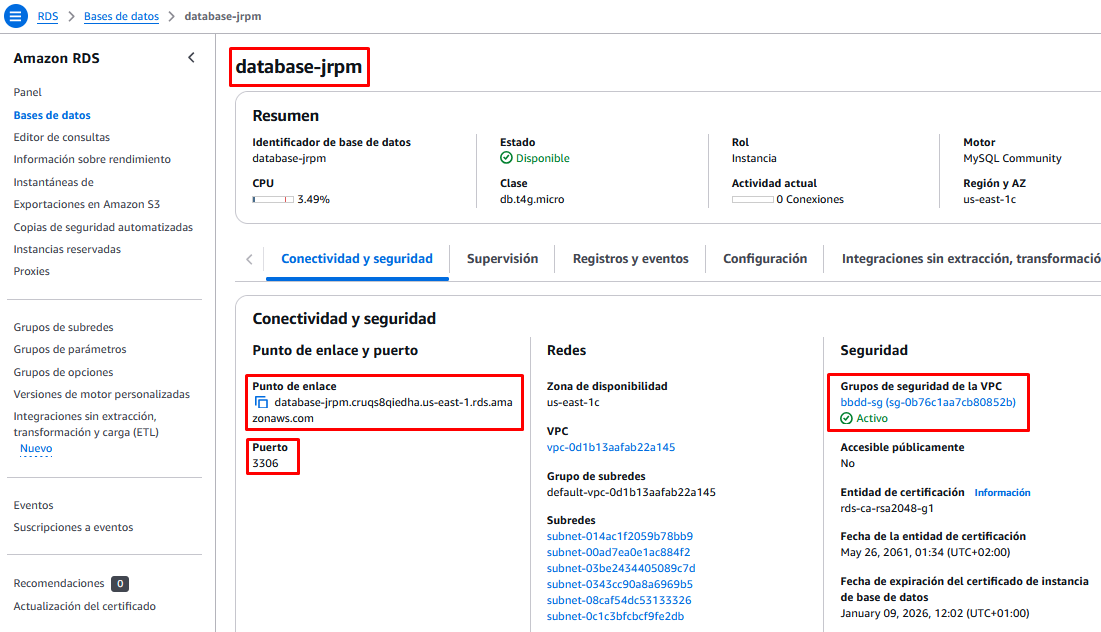 RDS > Bases de datos > database-jrpm
Amazon RDS
Panel
Bases de datos
Editor de consultas
Información sobre rendimiento
Instantáneas de
Exportaciones en Amazon S3
Copias de seguridad automatizadas
Instancias reservadas
Proxies
Grupos de subredes
Grupos de parámetros
Grupos de opciones
Versiones de motor personalizadas
Integraciones sin extracción,
transformación y carga (ETL)
Nuevo
Eventos
Suscripciones a eventos
Recomendaciones 0
Actualización del certificado
database-jrpm
Resumen
Identificador de base de datos
database-jrpm
CPU
3.49%
Estado
Disponible
Clase
db.t4g.micro
Rol
Instancia
Actividad actual
0 Conexiones
Motor
MySQL Community
Región y AZ
us-east-1c
Conectividad y seguridad
Supervisión
Registros y eventos
Configuración
Integraciones sin extracción, transformació
Conectividad y seguridad
Punto de enlace y puerto
Punto de enlace
database-jrpm.cruqs8qiedha.us-east-1.rds.ama
zonaws.com
Puerto
3306
Redes
Zona de disponibilidad
us-east-1c
VPC
vpc-0d1b13aafab22a145
Grupo de subredes
default-vpc-0d1b13aafab22a145
Subredes
subnet-014ac1f2059b78bb9
subnet-00ad7ea0e1ac884f2
subnet-03be2434405089c7d
subnet-0343cc90a8a6969b5
subnet-08caf54dc53133326
subnet-0c1c3bfcbcf9fe2db
Seguridad
Grupos de seguridad de la VPC
bbdd-sg (sg-0b76c1aa7cb80852b)
Activo
Accesible públicamente
No
Entidad de certificación Información
rds-ca-rsa2048-g1
Fecha de la entidad de certificación
May 26, 2061, 01:34 (UTC+02:00)
Fecha de expiración del certificado de instancia
de base de datos
January 09, 2026, 12:02 (UTC+01:00)